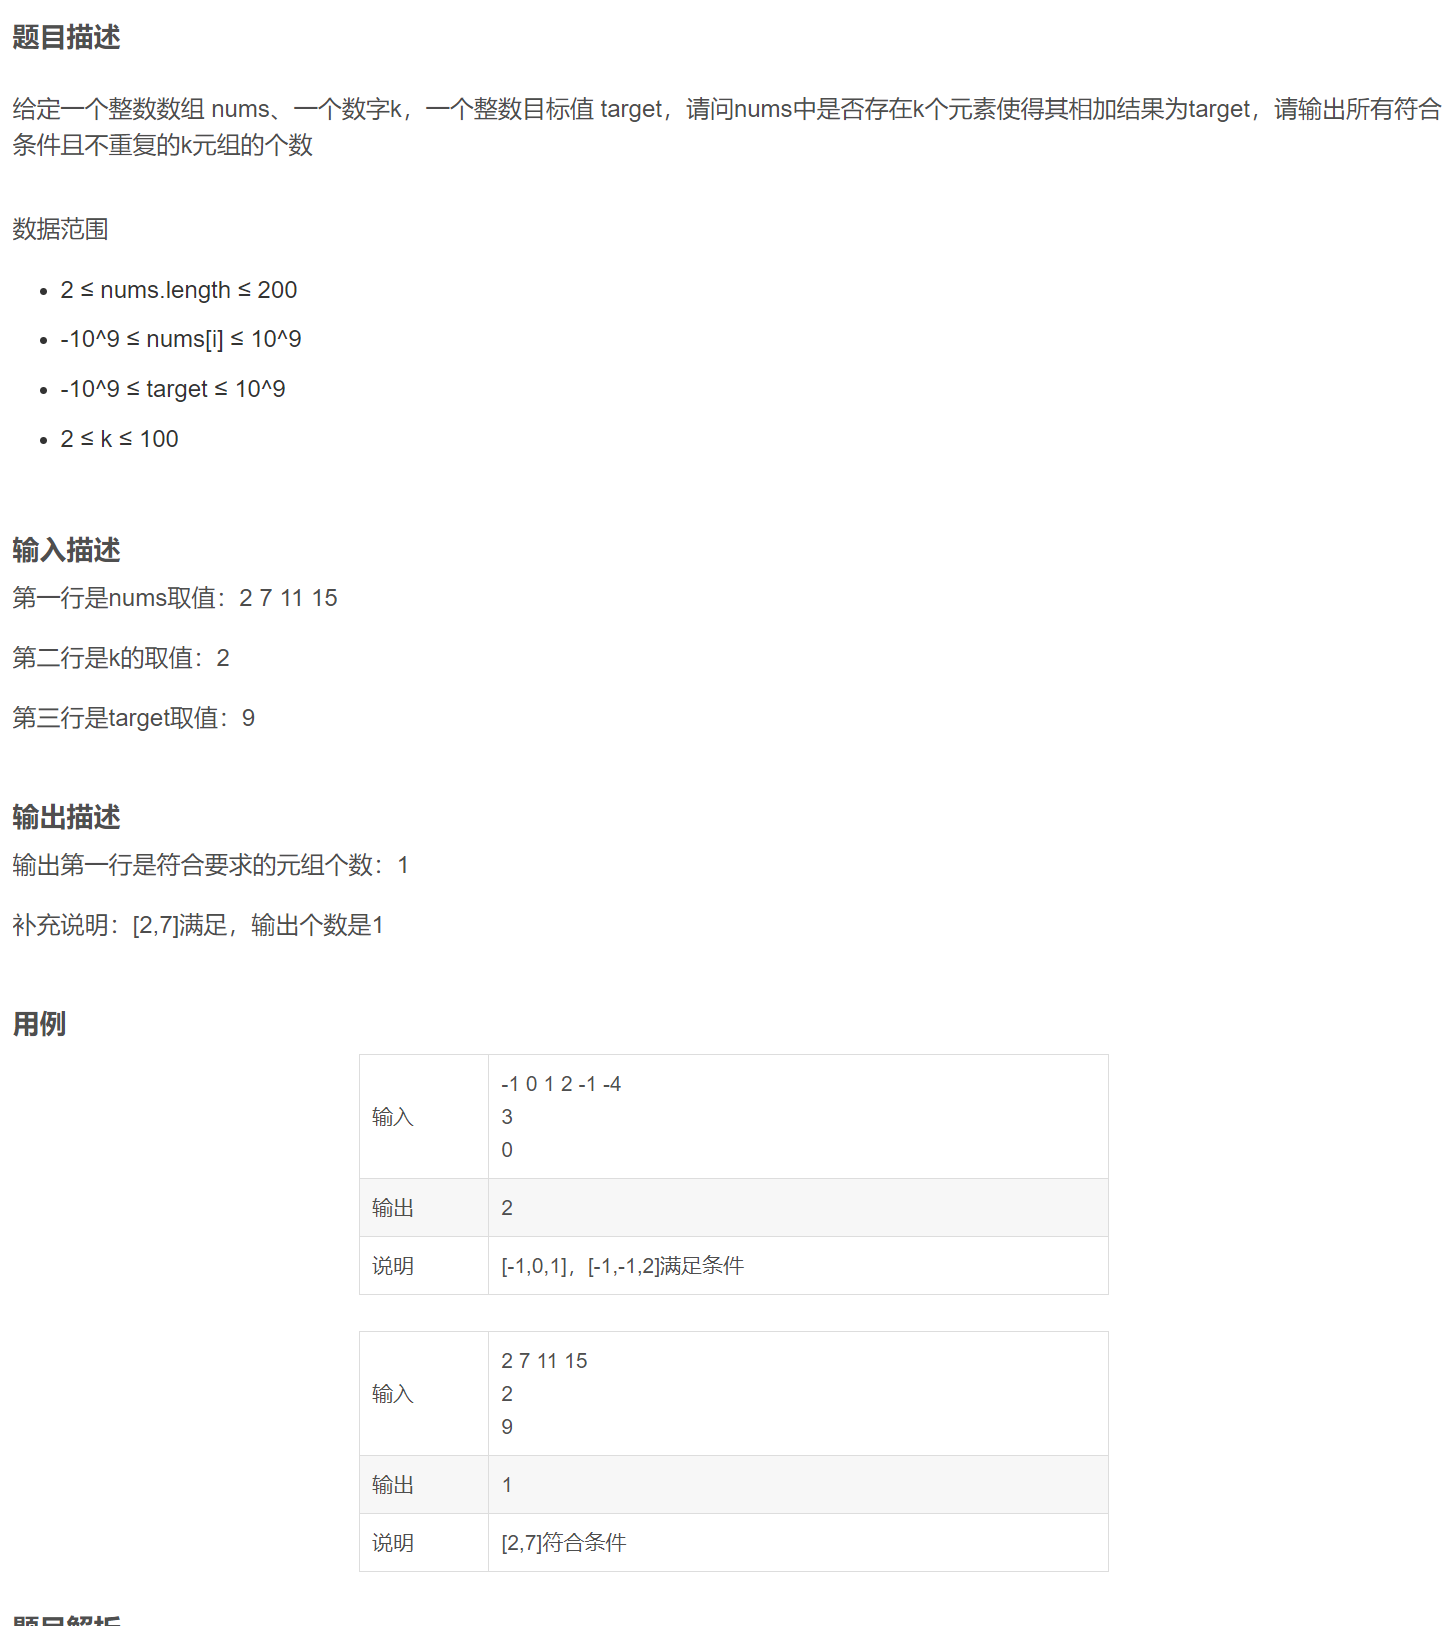 题目描述
给定一个整数数组 nums、一个数字k，一个整数目标值 target，请问nums中是否存在k个元素使得其相加结果为target，请输出所有符合
条件且不重复的k元组的个数
数据范围
• 2 ≤ nums.length ≤ 200
• -10^9 ≤ nums[i] ≤ 10^9
• -10^9 ≤ target ≤ 10^9
• 2 ≤ k ≤ 100
输入描述
第一行是nums取值：2 7 11 15
第二行是k的取值：2
第三行是target取值：9
输出描述
输出第一行是符合要求的元组个数：1
补充说明：[2,7]满足，输出个数是1
用例
输入
-1 0 1 2 -1 -4
3
0
输出
2
说明
[-1,0,1]，[-1,-1,2]满足条件
输入
2 7 11 15
2
9
输出
1
说明
[2,7]符合条件
题目解析